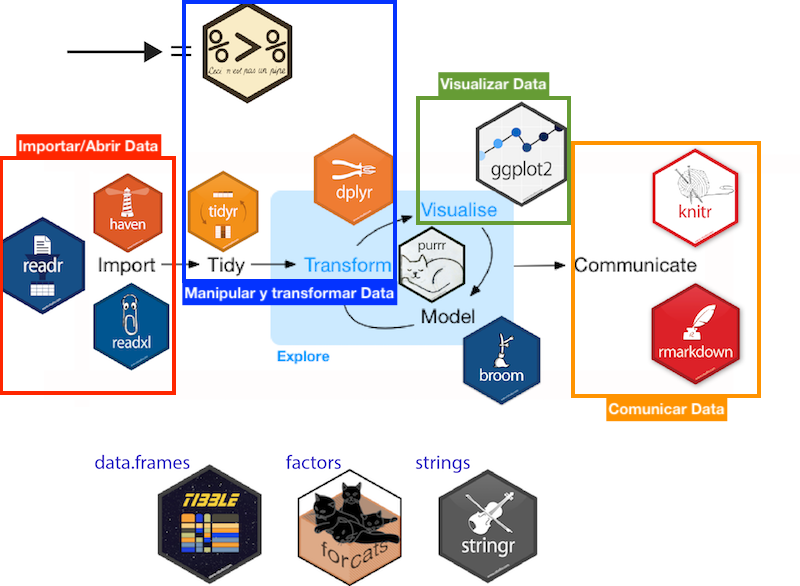 =
% > %
Ceci n'est pas un pipe
Visualizar Data
Importar/Abrir Data
ggplot2
dplyr
haven
tidyr
knitr
Visualise
purrr
readr
Import
Tidy
Transform
Communicate
Manipular y transformar Data
Model
readxl
rmarkdown
Explore
broom
Comunicar Data
data.frames
factors
strings
TIBBLE
forcats
stringr